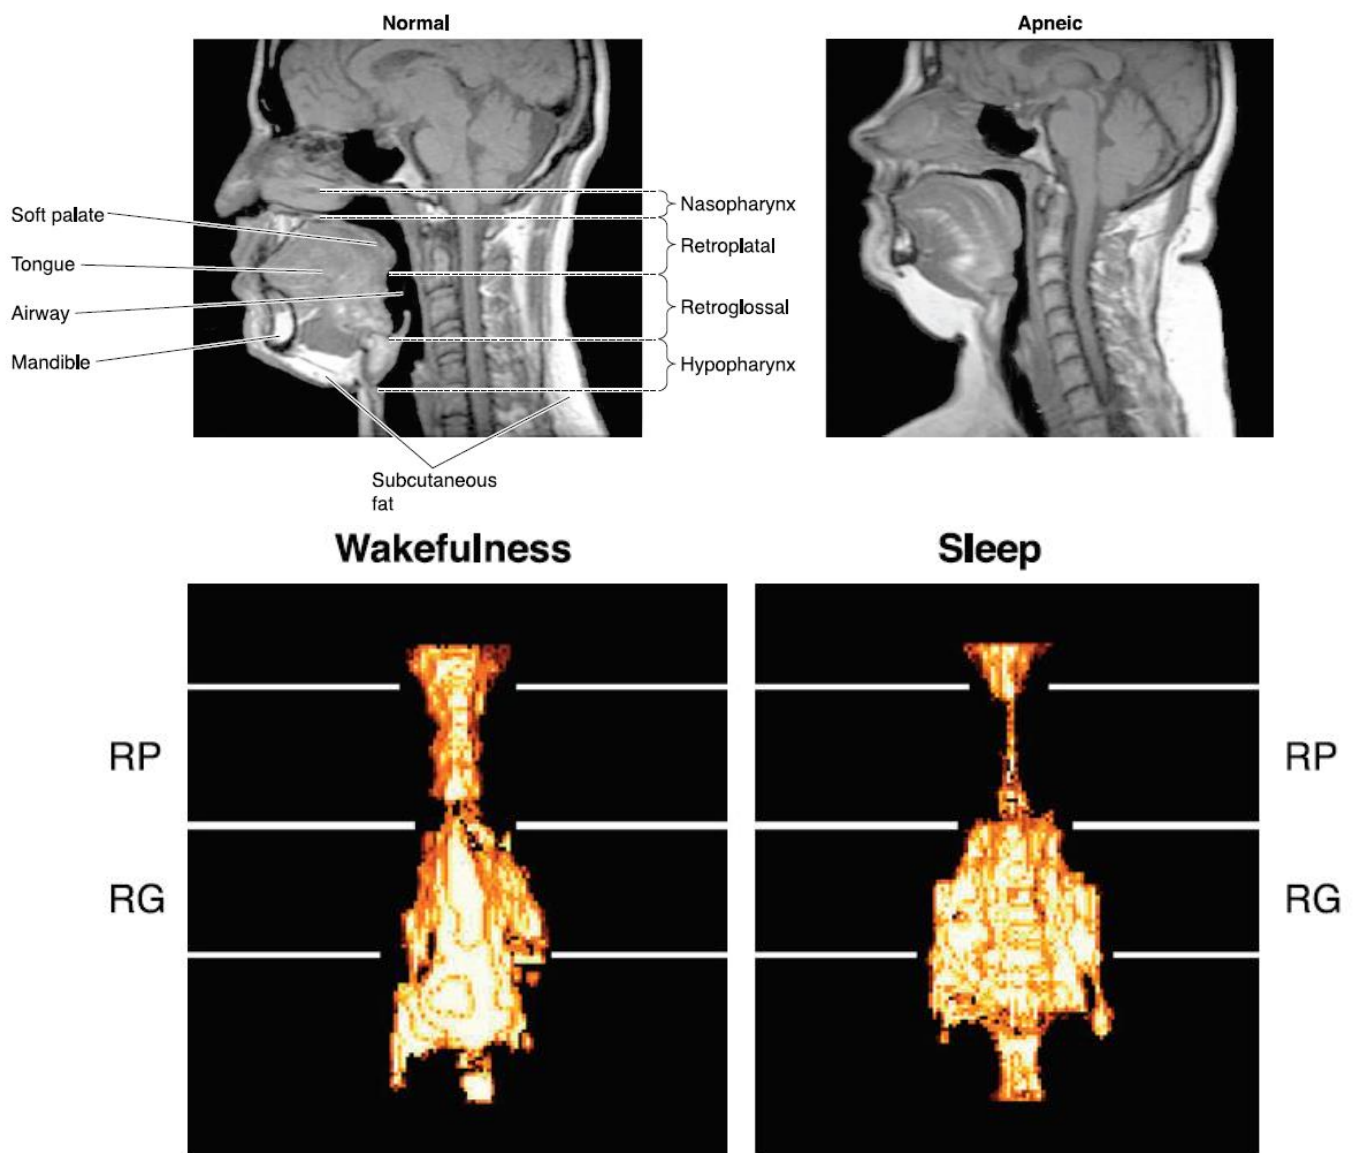 Normal
Apneic
Soft palate
Tongue
Airway
Mandible
Nasopharynx
Retroplatal
Retroglossal
Hypopharynx
Subcutaneous
fat
Wakefulness
Sleep
RP
RP
RG
RG